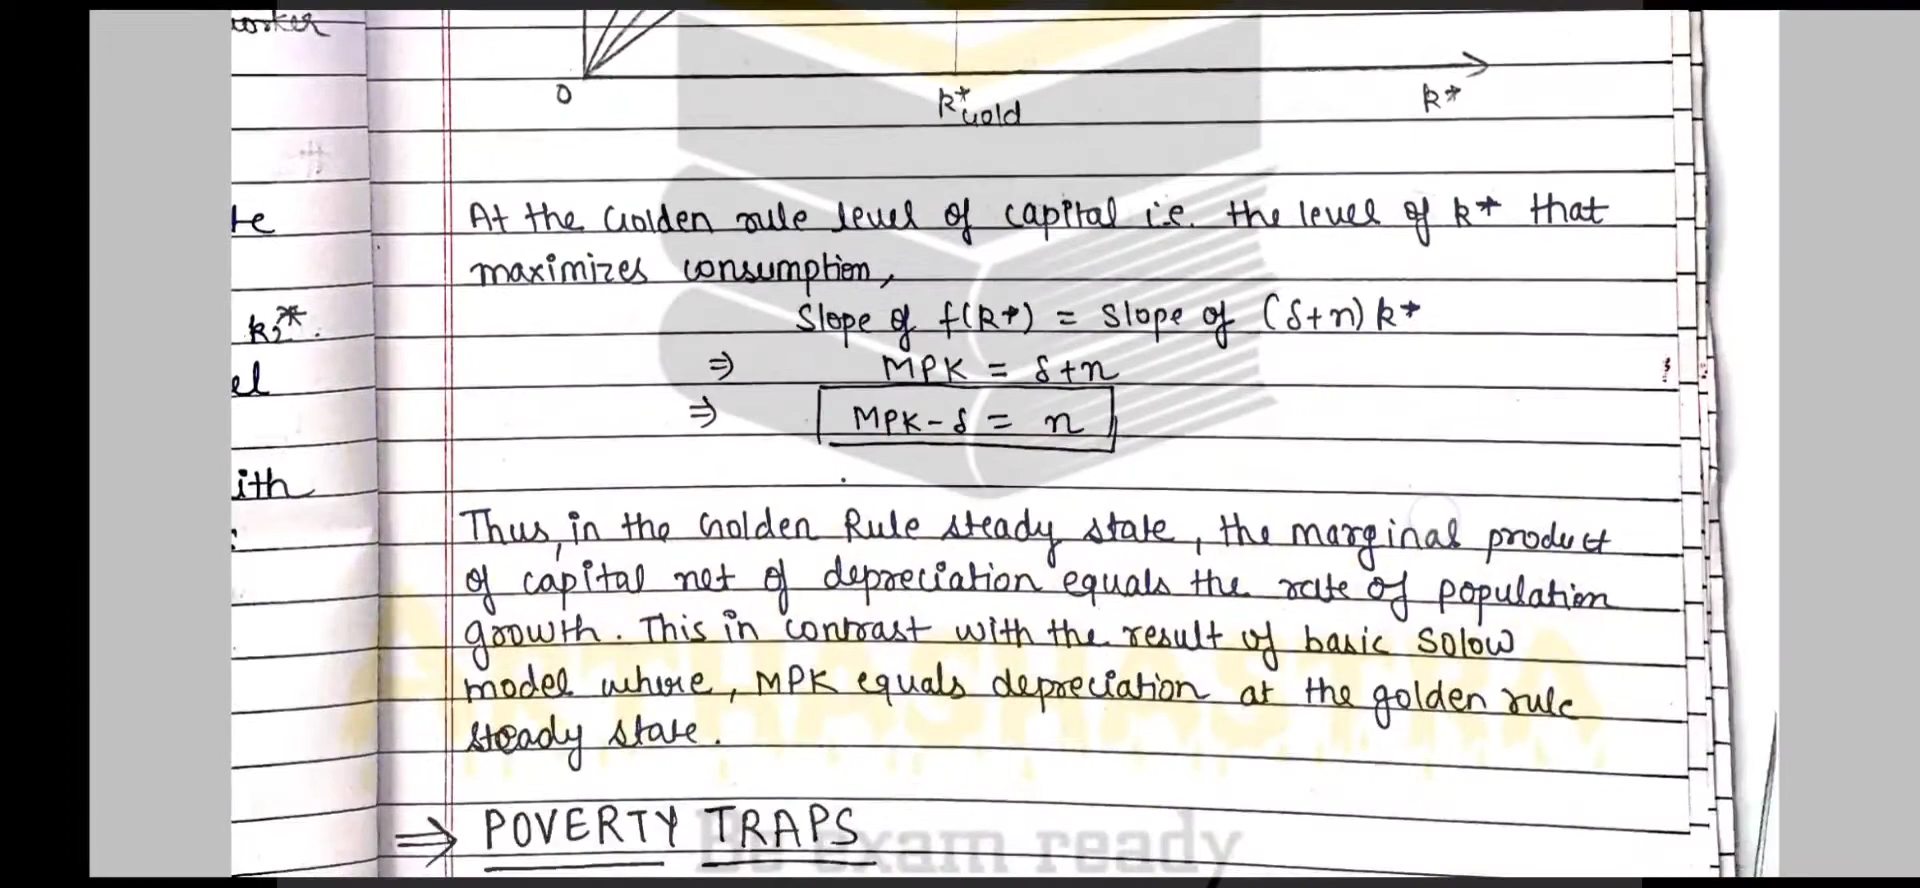 worker
0
k*gold
k*
te
At the Golden rule level of capital i.e. the level of k* that
maximizes consumption,
k2*.
Slope of f(k*) = Slope of (δ+n) k*
el
⇒ MPK = δ+n
⇒ MPK - δ = n
ith
Thus, in the Golden Rule steady state, the marginal product
of capital net of depreciation equals the rate of population
growth. This in contrast with the result of basic Solow
model where, MPK equals depreciation at the golden rule
steady state.
ARTHASHASTRA
⇒ POVERTY TRAPS
Be exam ready